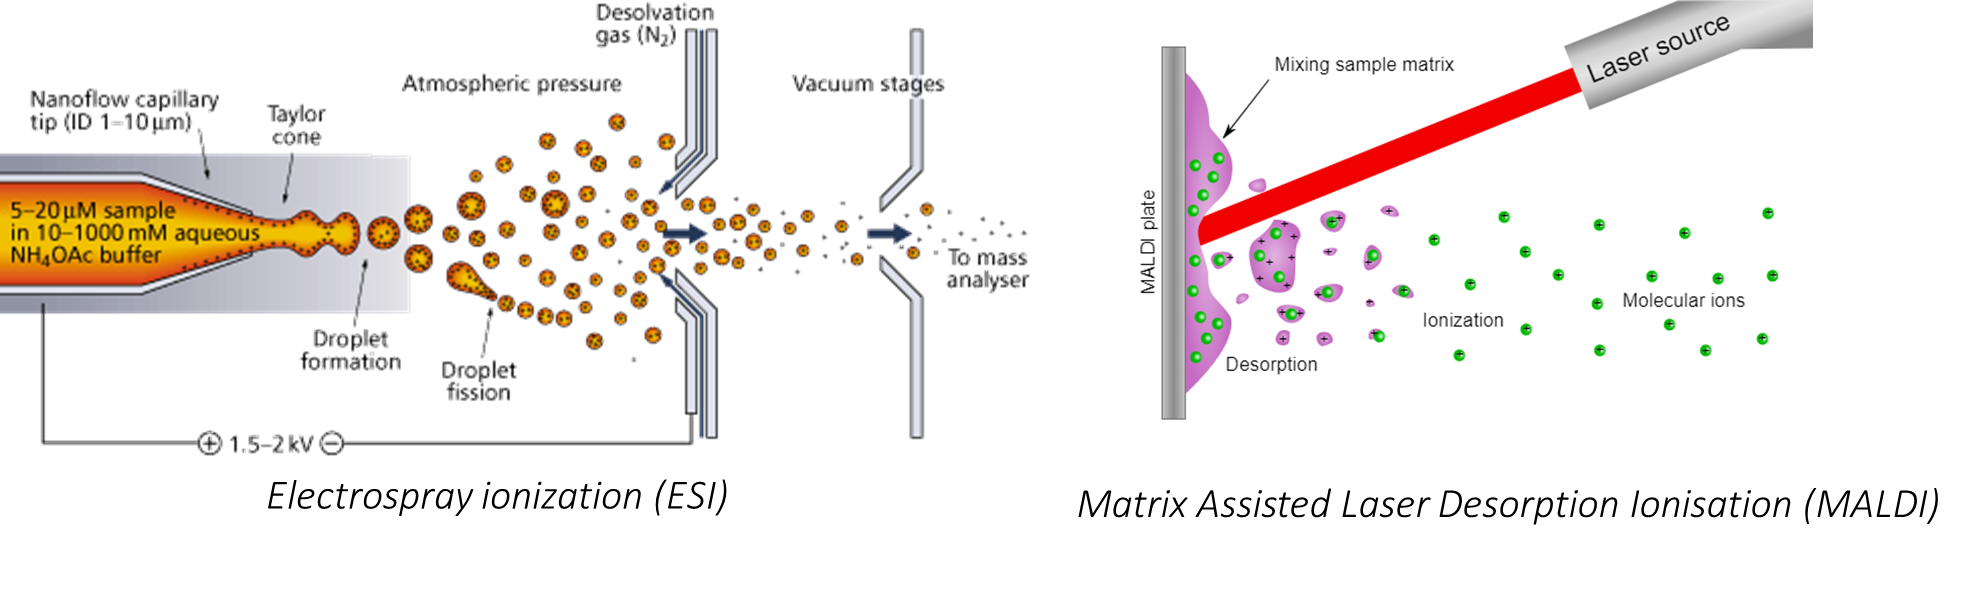 Desolvation
gas (N₂)
Atmospheric pressure
Vacuum stages
Nanoflow capillary
tip (ID 1–10 μm)
Taylor
cone
5–20 μM sample
in 10–1000 mM aqueous
NH₄OAc buffer
To mass
analyser
Droplet
formation
Droplet
fission
+ 1.5–2 kV −
Electrospray ionization (ESI)
Laser source
Mixing sample matrix
MALDI plate
Molecular ions
Ionization
Desorption
Matrix Assisted Laser Desorption Ionisation (MALDI)